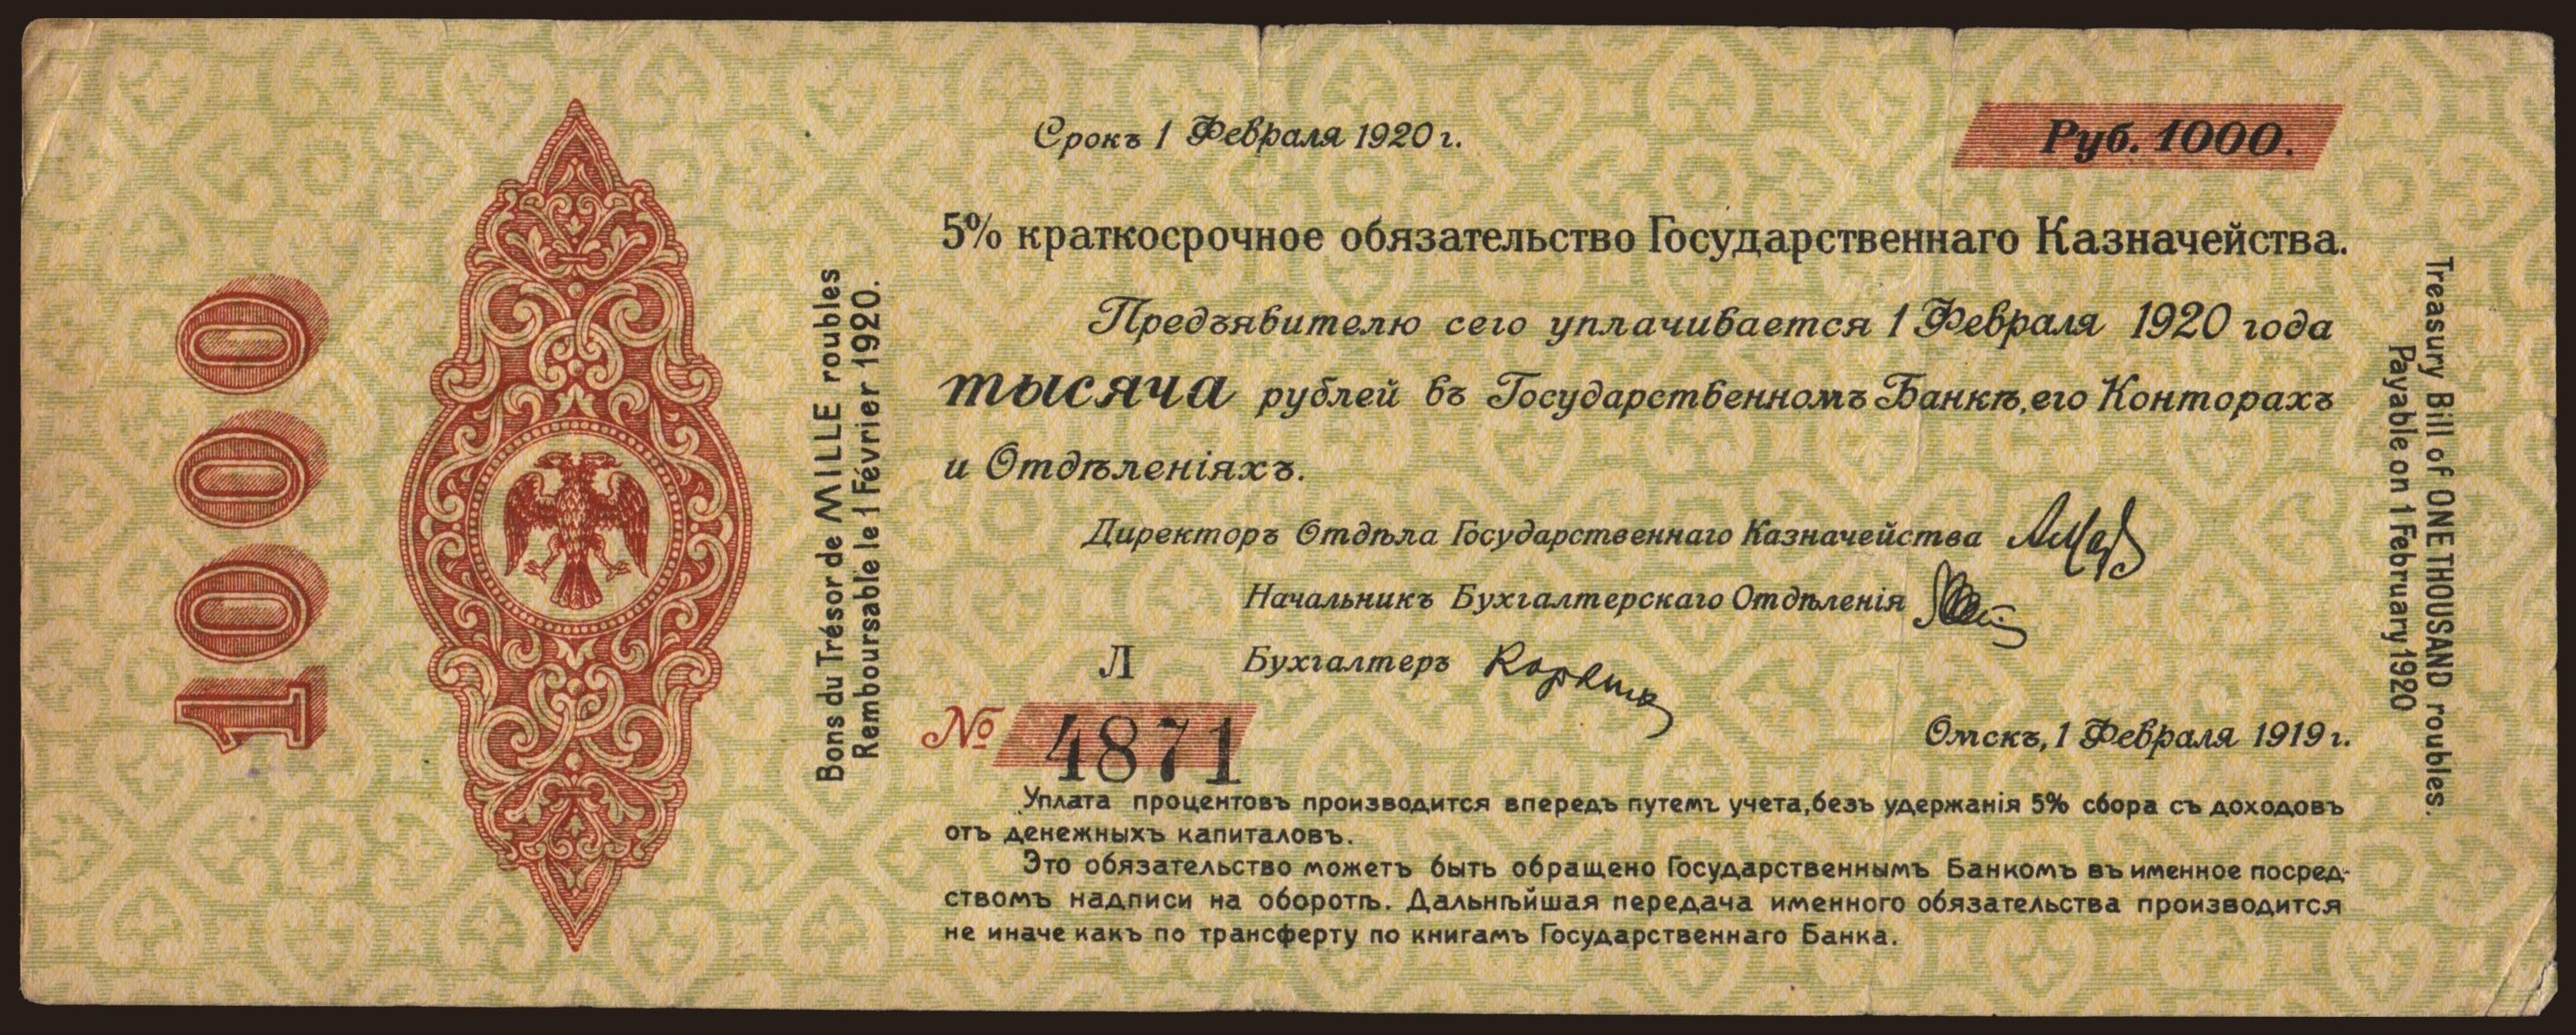 1000
Bons du Trésor de MILLE roubles
Remboursable le 1 Février 1920.
Срокъ 1 Февраля 1920 г.
Руб. 1000.
5% краткосрочное обязательство Государственнаго Казначейства.
Предъявителю сего уплачивается 1 Февраля 1920 года
тысяча рублей въ Государственномъ Банкѣ, его Конторахъ
и Отдѣленіяхъ.
Директоръ Отдѣла Государственнаго Казначейства
Начальникъ Бухгалтерскаго Отдѣленія
Л Бухгалтеръ
№ 4871
Омскъ, 1 Февраля 1919 г.
Уплата процентовъ производится впередъ путемъ учета, безъ удержанія 5% сбора съ доходовъ
отъ денежныхъ капиталовъ.
Это обязательство можетъ быть обращено Государственнымъ Банкомъ въ именное посред-
ствомъ надписи на оборотѣ. Дальнѣйшая передача именного обязательства производится
не иначе какъ по трансферту по книгамъ Государственнаго Банка.
Treasury Bill of ONE THOUSAND roubles.
Payable on 1 February 1920